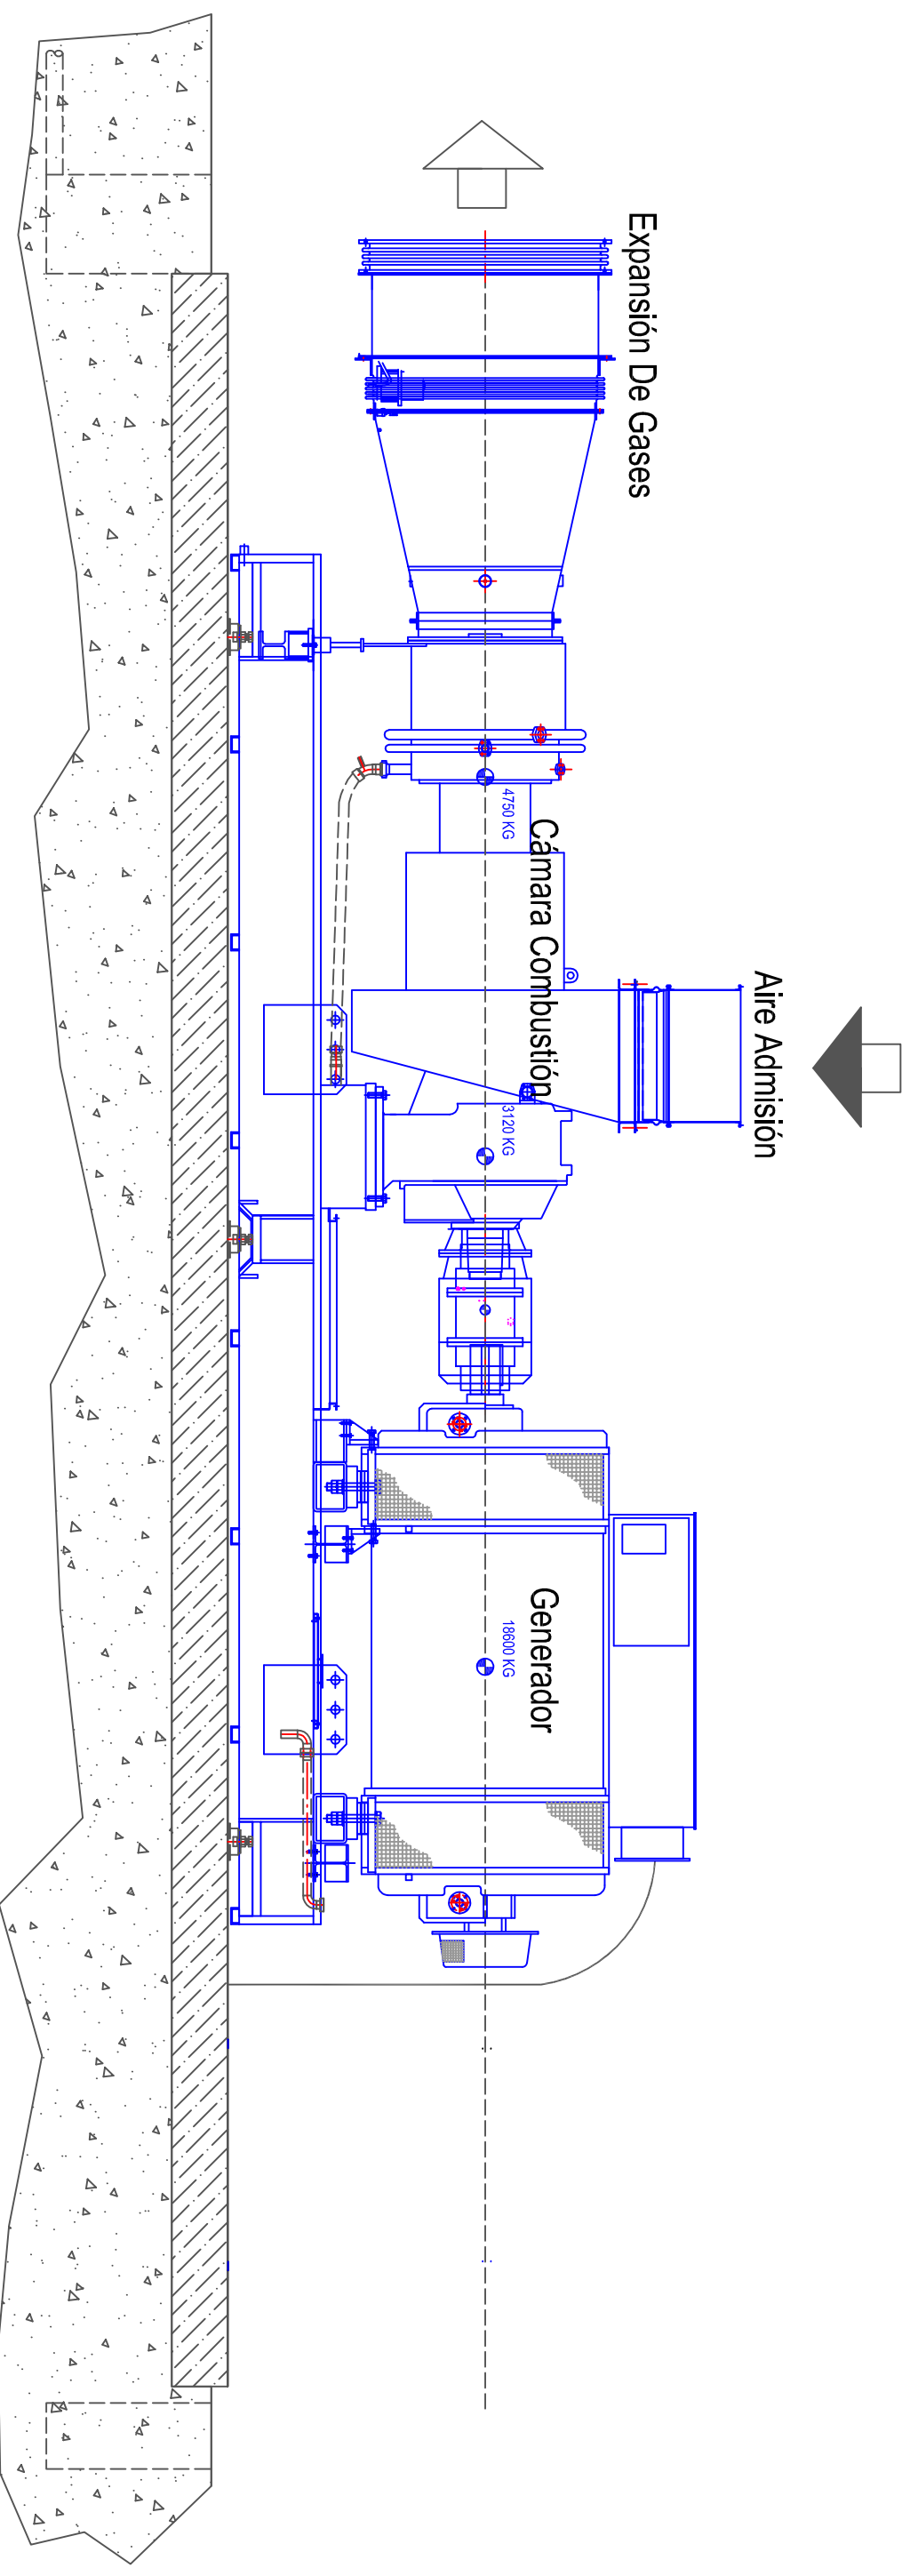 Expansión De Gases
Aire Admisión
Cámara Combustión
4750 KG
3120 KG
Generador
18600 KG